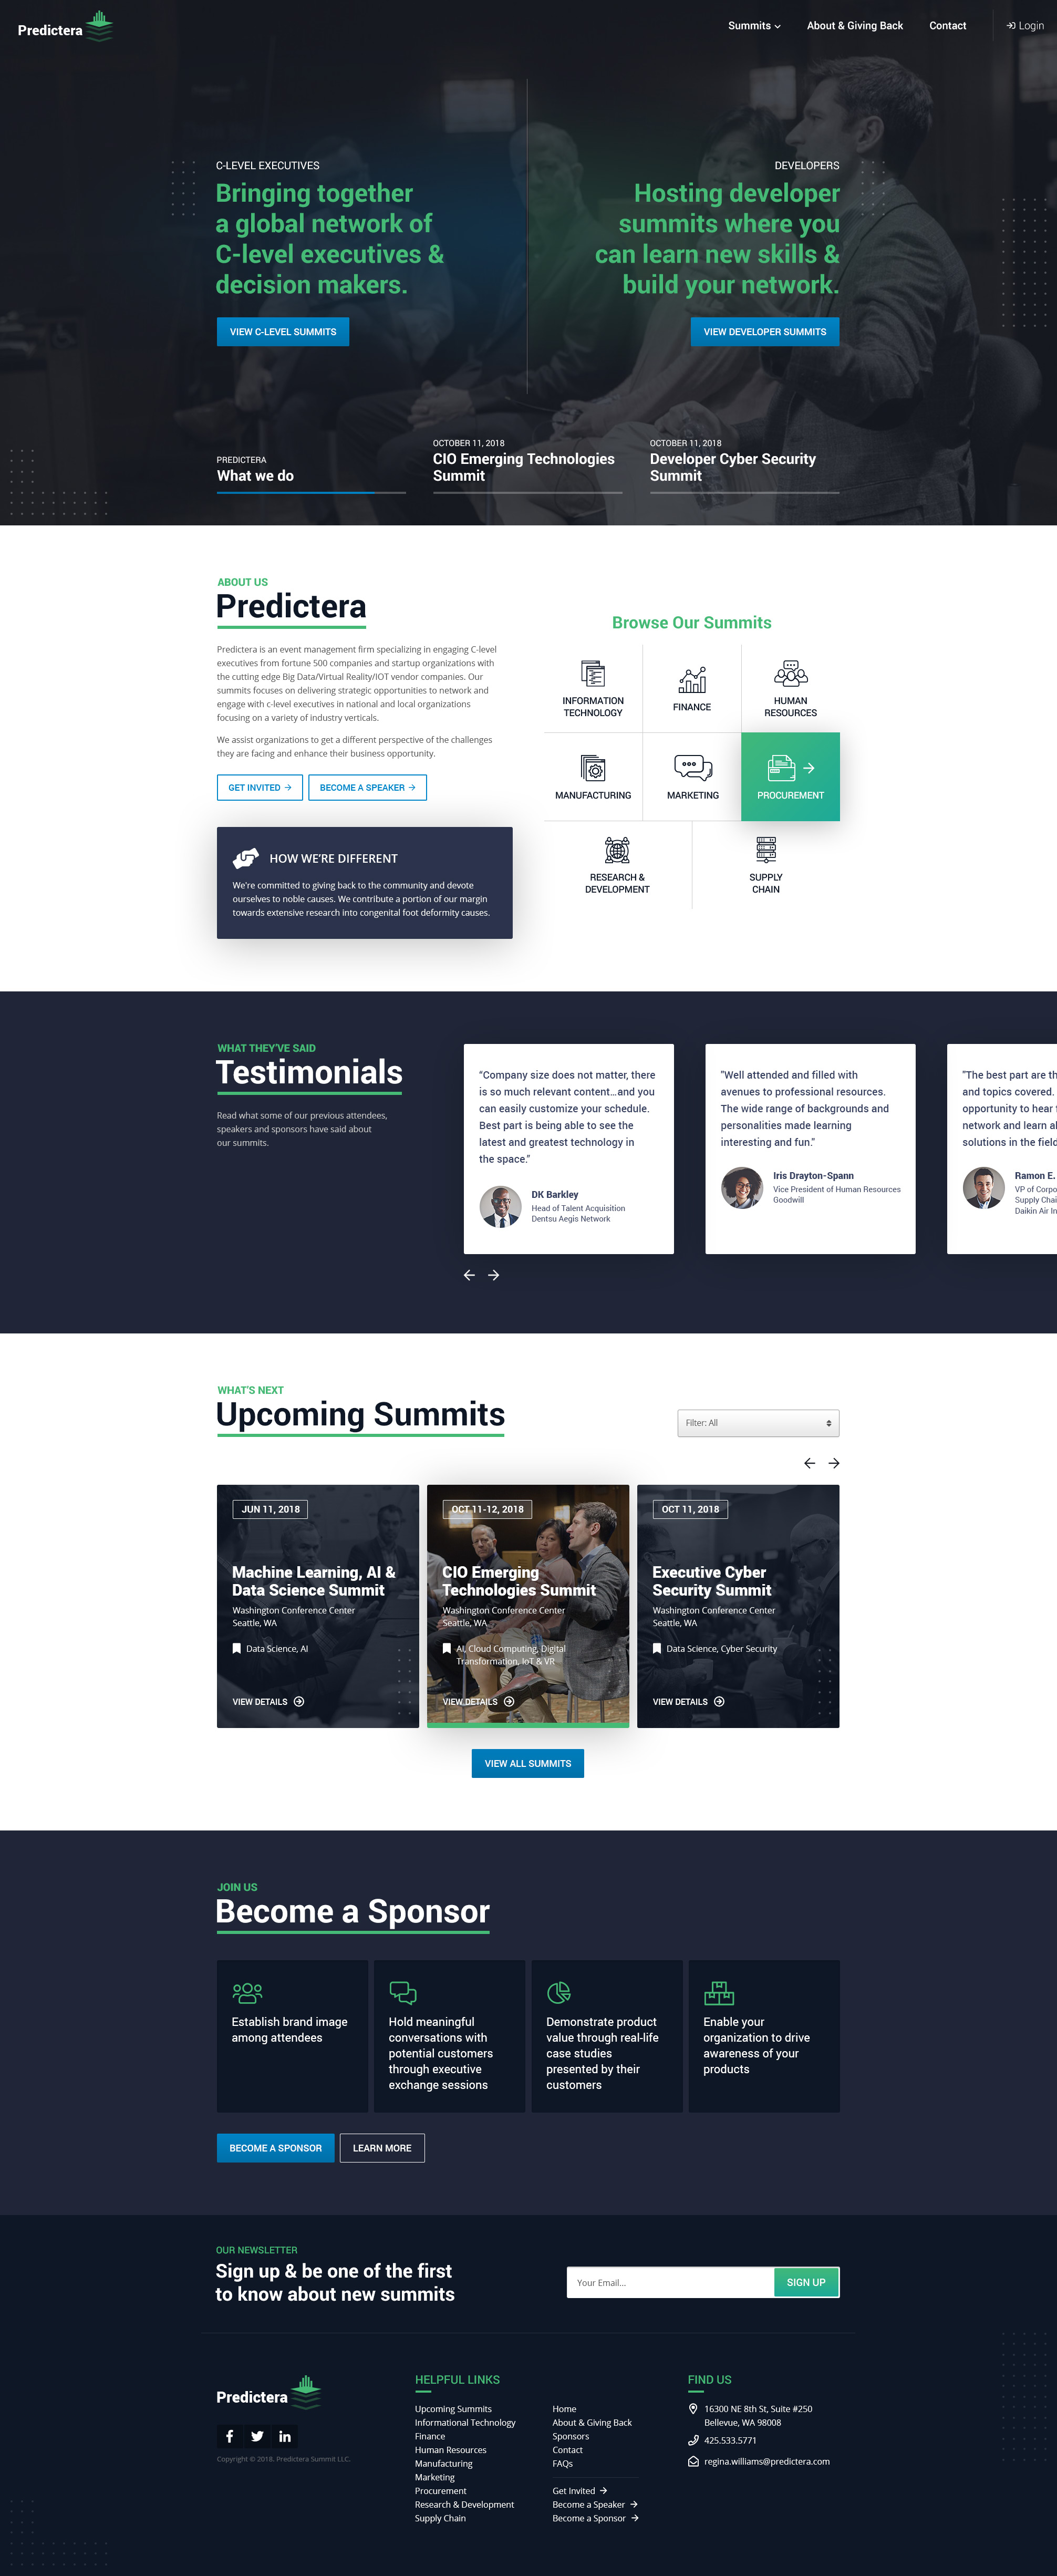 Predictera
Summits
About & Giving Back
Contact
Login
C-LEVEL EXECUTIVES
Bringing together
a global network of
C-level executives &
decision makers.
VIEW C-LEVEL SUMMITS
DEVELOPERS
Hosting developer
summits where you
can learn new skills &
build your network.
VIEW DEVELOPER SUMMITS
PREDICTERA
What we do
OCTOBER 11, 2018
CIO Emerging Technologies
Summit
OCTOBER 11, 2018
Developer Cyber Security
Summit
ABOUT US
Predictera
Predictera is an event management firm specializing in engaging C-level
executives from fortune 500 companies and startup organizations with
the cutting edge Big Data/Virtual Reality/IOT vendor companies. Our
summits focuses on delivering strategic opportunities to network and
engage with c-level executives in national and local organizations
focusing on a variety of industry verticals.
We assist organizations to get a different perspective of the challenges
they are facing and enhance their business opportunity.
GET INVITED
BECOME A SPEAKER
HOW WE'RE DIFFERENT
We're committed to giving back to the community and devote
ourselves to noble causes. We contribute a portion of our margin
towards extensive research into congenital foot deformity causes.
Browse Our Summits
INFORMATION
TECHNOLOGY
FINANCE
HUMAN
RESOURCES
MANUFACTURING
MARKETING
PROCUREMENT
RESEARCH &
DEVELOPMENT
SUPPLY
CHAIN
WHAT THEY'VE SAID
Testimonials
Read what some of our previous attendees,
speakers and sponsors have said about
our summits.
“Company size does not matter, there
is so much relevant content...and you
can easily customize your schedule.
Best part is being able to see the
latest and greatest technology in
the space."
DK Barkley
Head of Talent Acquisition
Dentsu Aegis Network
"Well attended and filled with
avenues to professional resources.
The wide range of backgrounds and
personalities made learning
interesting and fun."
Iris Drayton-Spann
Vice President of Human Resources
Goodwill
"The best part are th
and topics covered.
opportunity to hear
network and learn a
solutions in the field
Ramon E.
VP of Corpo
Supply Chai
Daikin Air In
WHAT'S NEXT
Upcoming Summits
Filter: All
JUN 11, 2018
Machine Learning, AI &
Data Science Summit
Washington Conference Center
Seattle, WA
Data Science, AI
VIEW DETAILS
OCT 11-12, 2018
CIO Emerging
Technologies Summit
Washington Conference Center
Seattle, WA
AI, Cloud Computing, Digital
Transformation, IoT & VR
VIEW DETAILS
OCT 11, 2018
Executive Cyber
Security Summit
Washington Conference Center
Seattle, WA
Data Science, Cyber Security
VIEW DETAILS
VIEW ALL SUMMITS
JOIN US
Become a Sponsor
Establish brand image
among attendees
Hold meaningful
conversations with
potential customers
through executive
exchange sessions
Demonstrate product
value through real-life
case studies
presented by their
customers
Enable your
organization to drive
awareness of your
products
BECOME A SPONSOR
LEARN MORE
OUR NEWSLETTER
Sign up & be one of the first
to know about new summits
Your Email...
SIGN UP
Predictera
Copyright © 2018. Predictera Summit LLC.
HELPFUL LINKS
Upcoming Summits
Informational Technology
Finance
Human Resources
Manufacturing
Marketing
Procurement
Research & Development
Supply Chain
Home
About & Giving Back
Sponsors
Contact
FAQs
Get Invited
Become a Speaker
Become a Sponsor
FIND US
16300 NE 8th St, Suite #250
Bellevue, WA 98008
425.533.5771
regina.williams@predictera.com